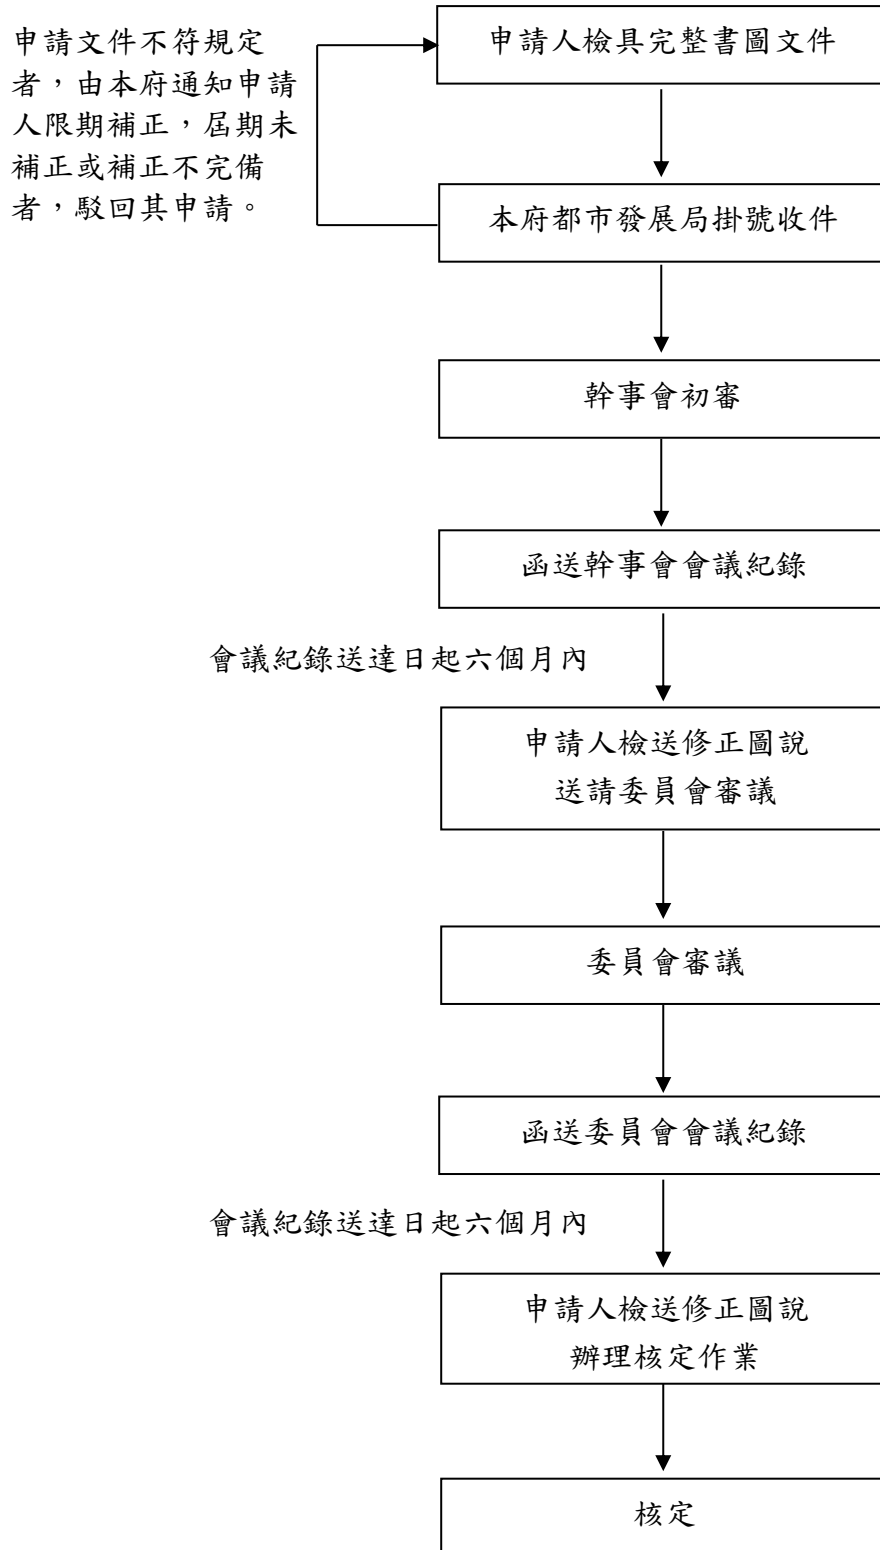 申請文件不符規定
者，由本府通知申請
人限期補正，屆期未
補正或補正不完備
者，駁回其申請。
申請人檢具完整書圖文件
本府都市發展局掛號收件
幹事會初審
函送幹事會會議紀錄
會議紀錄送達日起六個月內
申請人檢送修正圖說
送請委員會審議
委員會審議
函送委員會會議紀錄
會議紀錄送達日起六個月內
申請人檢送修正圖說
辦理核定作業
核定